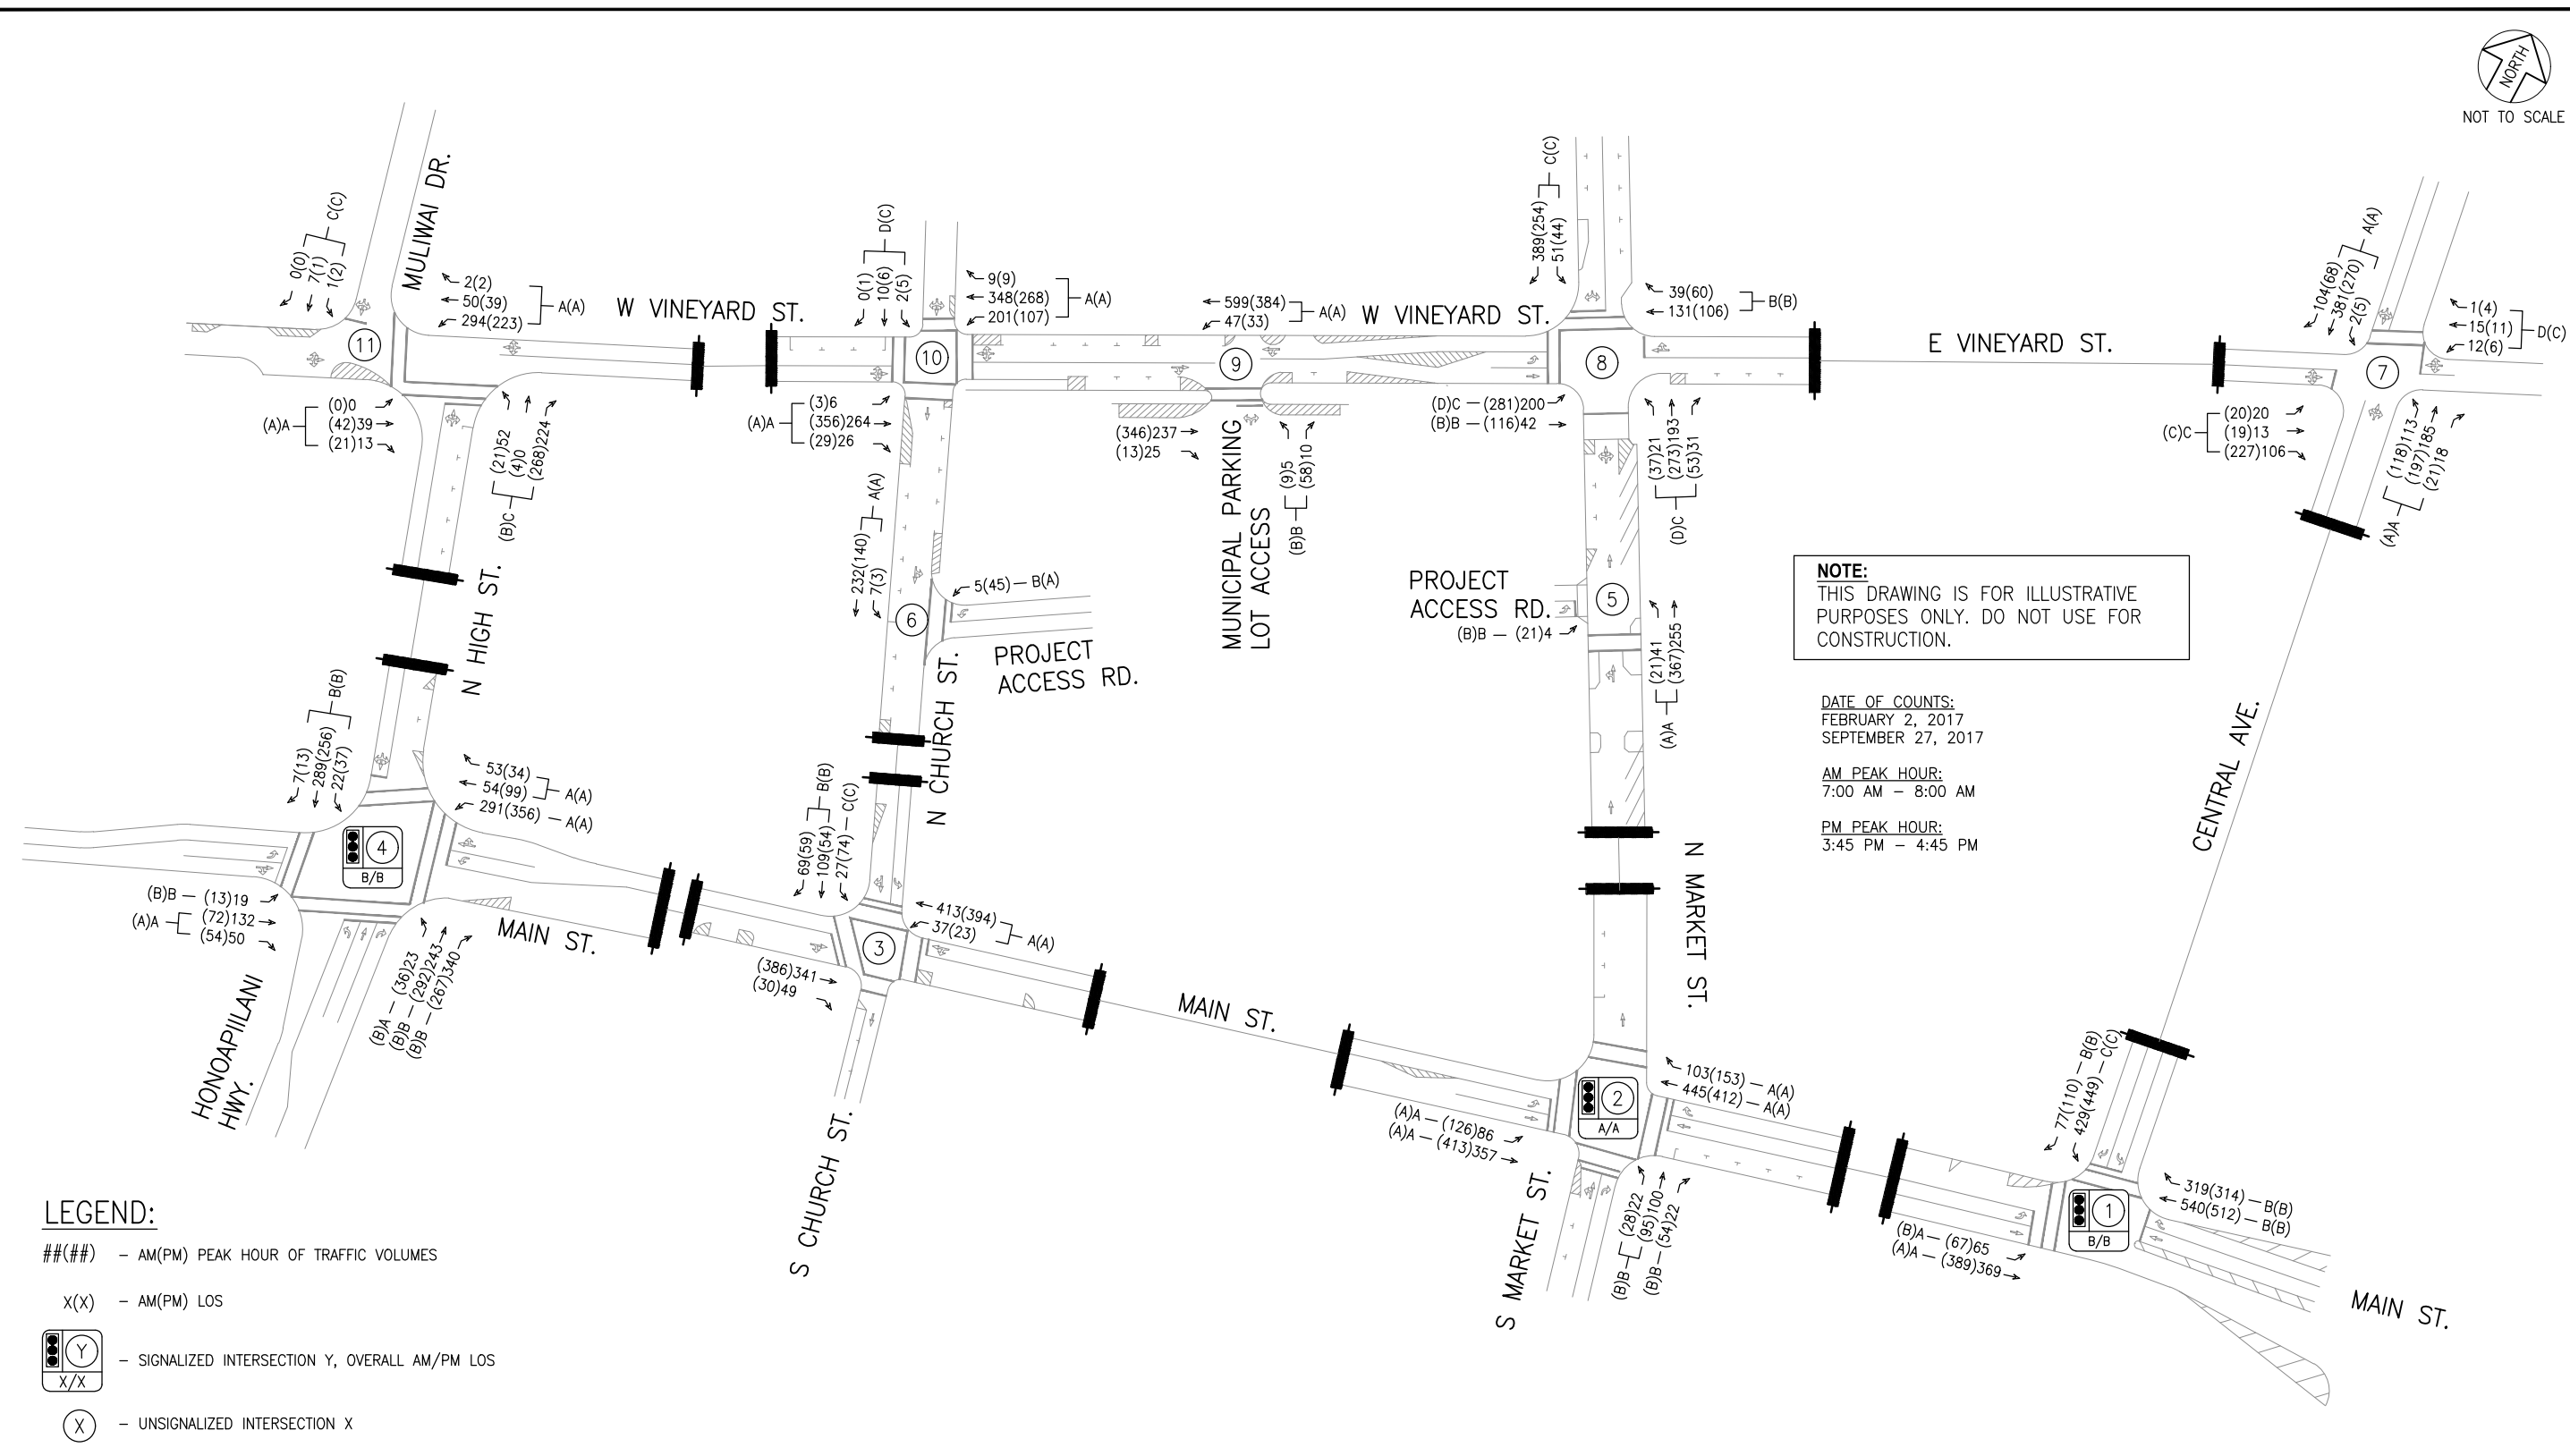 NORTH
NOT TO SCALE
MULIWAI DR.
0(0)
7(1)
1(2)
C(C)
2(2)
50(39)
294(223)
A(A)
W VINEYARD ST.
11
(0)0
(42)39
(21)13
(A)A
(21)52
(4)0
(268)224
(B)C
N HIGH ST.
0(1)
10(6)
2(5)
D(C)
9(9)
348(268)
201(107)
A(A)
10
(3)6
(356)264
(29)26
(A)A
599(384)
47(33)
A(A)
W VINEYARD ST.
9
(346)237
(13)25
MUNICIPAL PARKING
LOT ACCESS
(9)5
(58)10
(B)B
389(254)
51(44)
C(C)
39(60)
131(106)
B(B)
8
(D)C – (281)200
(B)B – (116)42
(37)21
(273)193
(53)31
(D)C
E VINEYARD ST.
104(68)
381(270)
2(5)
A(A)
1(4)
15(11)
12(6)
D(C)
7
(20)20
(19)13
(227)106
(C)C
(118)113
(197)185
(21)18
(A)A
232(140)
7(3)
A(A)
6
5(45) – B(A)
PROJECT
ACCESS RD.
N CHURCH ST.
PROJECT
ACCESS RD.
(B)B – (21)4
5
(21)41
(367)255
(A)A
NOTE:
THIS DRAWING IS FOR ILLUSTRATIVE
PURPOSES ONLY. DO NOT USE FOR
CONSTRUCTION.
DATE OF COUNTS:
FEBRUARY 2, 2017
SEPTEMBER 27, 2017
AM PEAK HOUR:
7:00 AM – 8:00 AM
PM PEAK HOUR:
3:45 PM – 4:45 PM
N MARKET ST.
CENTRAL AVE.
7(13)
289(256)
22(37)
B(B)
53(34)
54(99)
A(A)
291(356) – A(A)
4
B/B
(B)B – (13)19
(72)132
(54)50
(A)A
(B)A – (36)23
(B)B – (292)243
(B)B – (267)340
HONOAPIILANI
HWY.
MAIN ST.
69(59)
109(54)
B(B)
27(74) – C(C)
413(394)
37(23)
A(A)
3
(386)341
(30)49
S CHURCH ST.
MAIN ST.
103(153) – A(A)
445(412) – A(A)
2
A/A
(A)A – (126)86
(A)A – (413)357
(28)22
(95)100
(B)B
(B)B – (54)22
S MARKET ST.
77(110) – B(B)
429(449) – C(C)
319(314) – B(B)
540(512) – B(B)
1
B/B
(B)A – (67)65
(A)A – (389)369
MAIN ST.
LEGEND:
##(##) – AM(PM) PEAK HOUR OF TRAFFIC VOLUMES
X(X) – AM(PM) LOS
Y
X/X
– SIGNALIZED INTERSECTION Y, OVERALL AM/PM LOS
X – UNSIGNALIZED INTERSECTION X